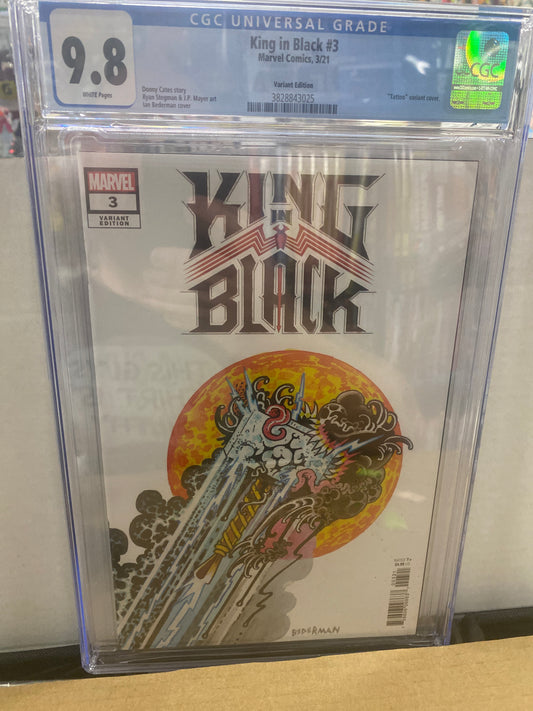 CGC UNIVERSAL GRADE
9.8
WHITE Pages
King in Black #3
Marvel Comics, 3/21
Variant Edition
3828843025
Donny Cates story
Ryan Stegman & J.P. Mayer art
Ian Bederman cover
"Tattoo" variant cover.
CGC
MARVEL
3
VARIANT
EDITION
KING
IN
BLACK
BEDERMAN